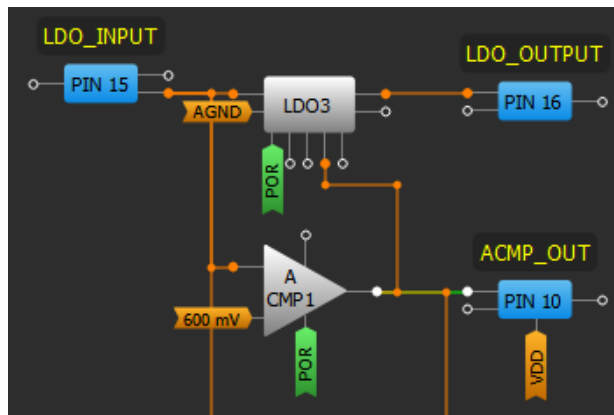 LDO_INPUT
LDO_OUTPUT
PIN 15
LDO3
PIN 16
AGND
POR
ACMP_OUT
A
CMP1
PIN 10
600 mV
POR
VDD